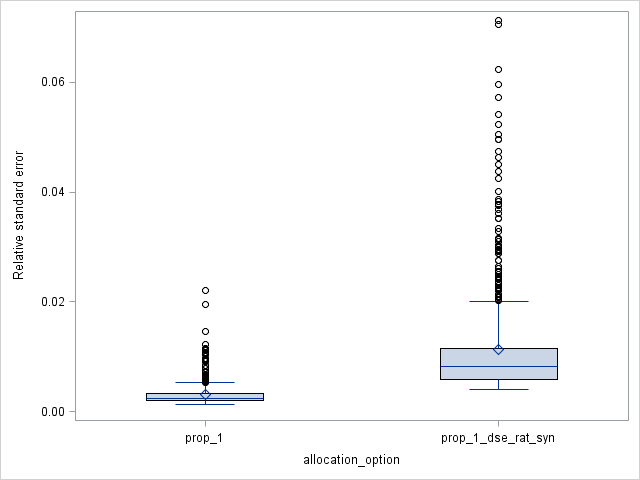 Relative standard error
0.06
0.04
0.02
0.00
prop_1
prop_1_dse_rat_syn
allocation_option